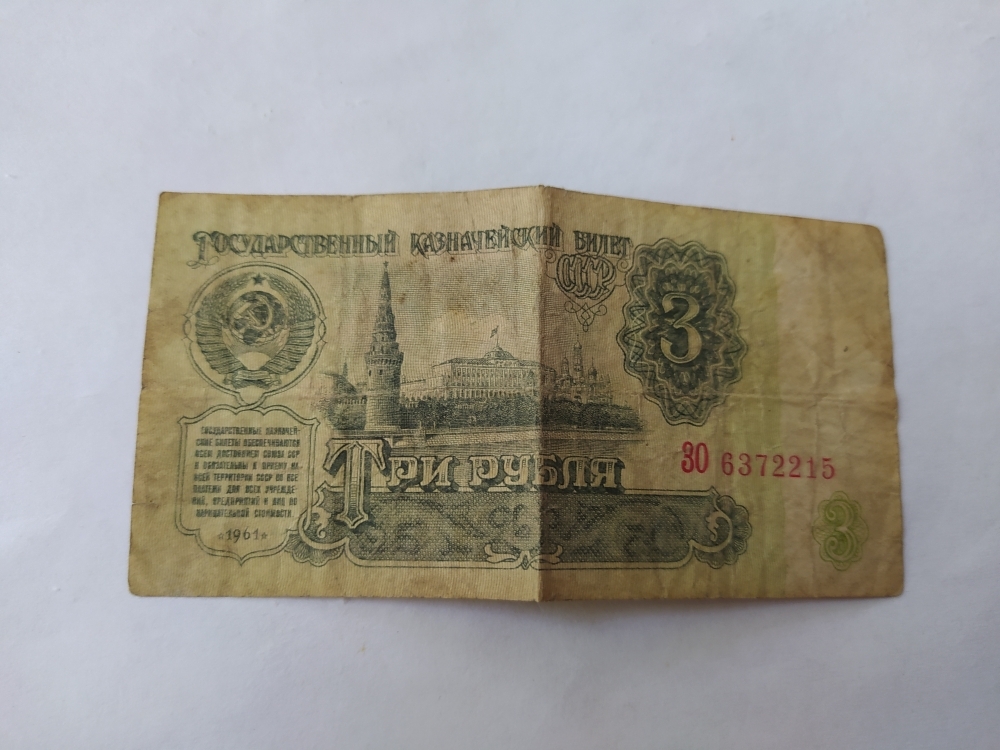 Государственный казначейский билет
СССР
3
Государственные казначей-
ские билеты обеспечиваются
всем достоянием Союза ССР
и обязательны к приему на
всей территории СССР во все
платежи для всех учрежде-
ний, предприятий и лиц по
нарицательной стоимости.
1961
Три рубля
ЗО 6372215
3